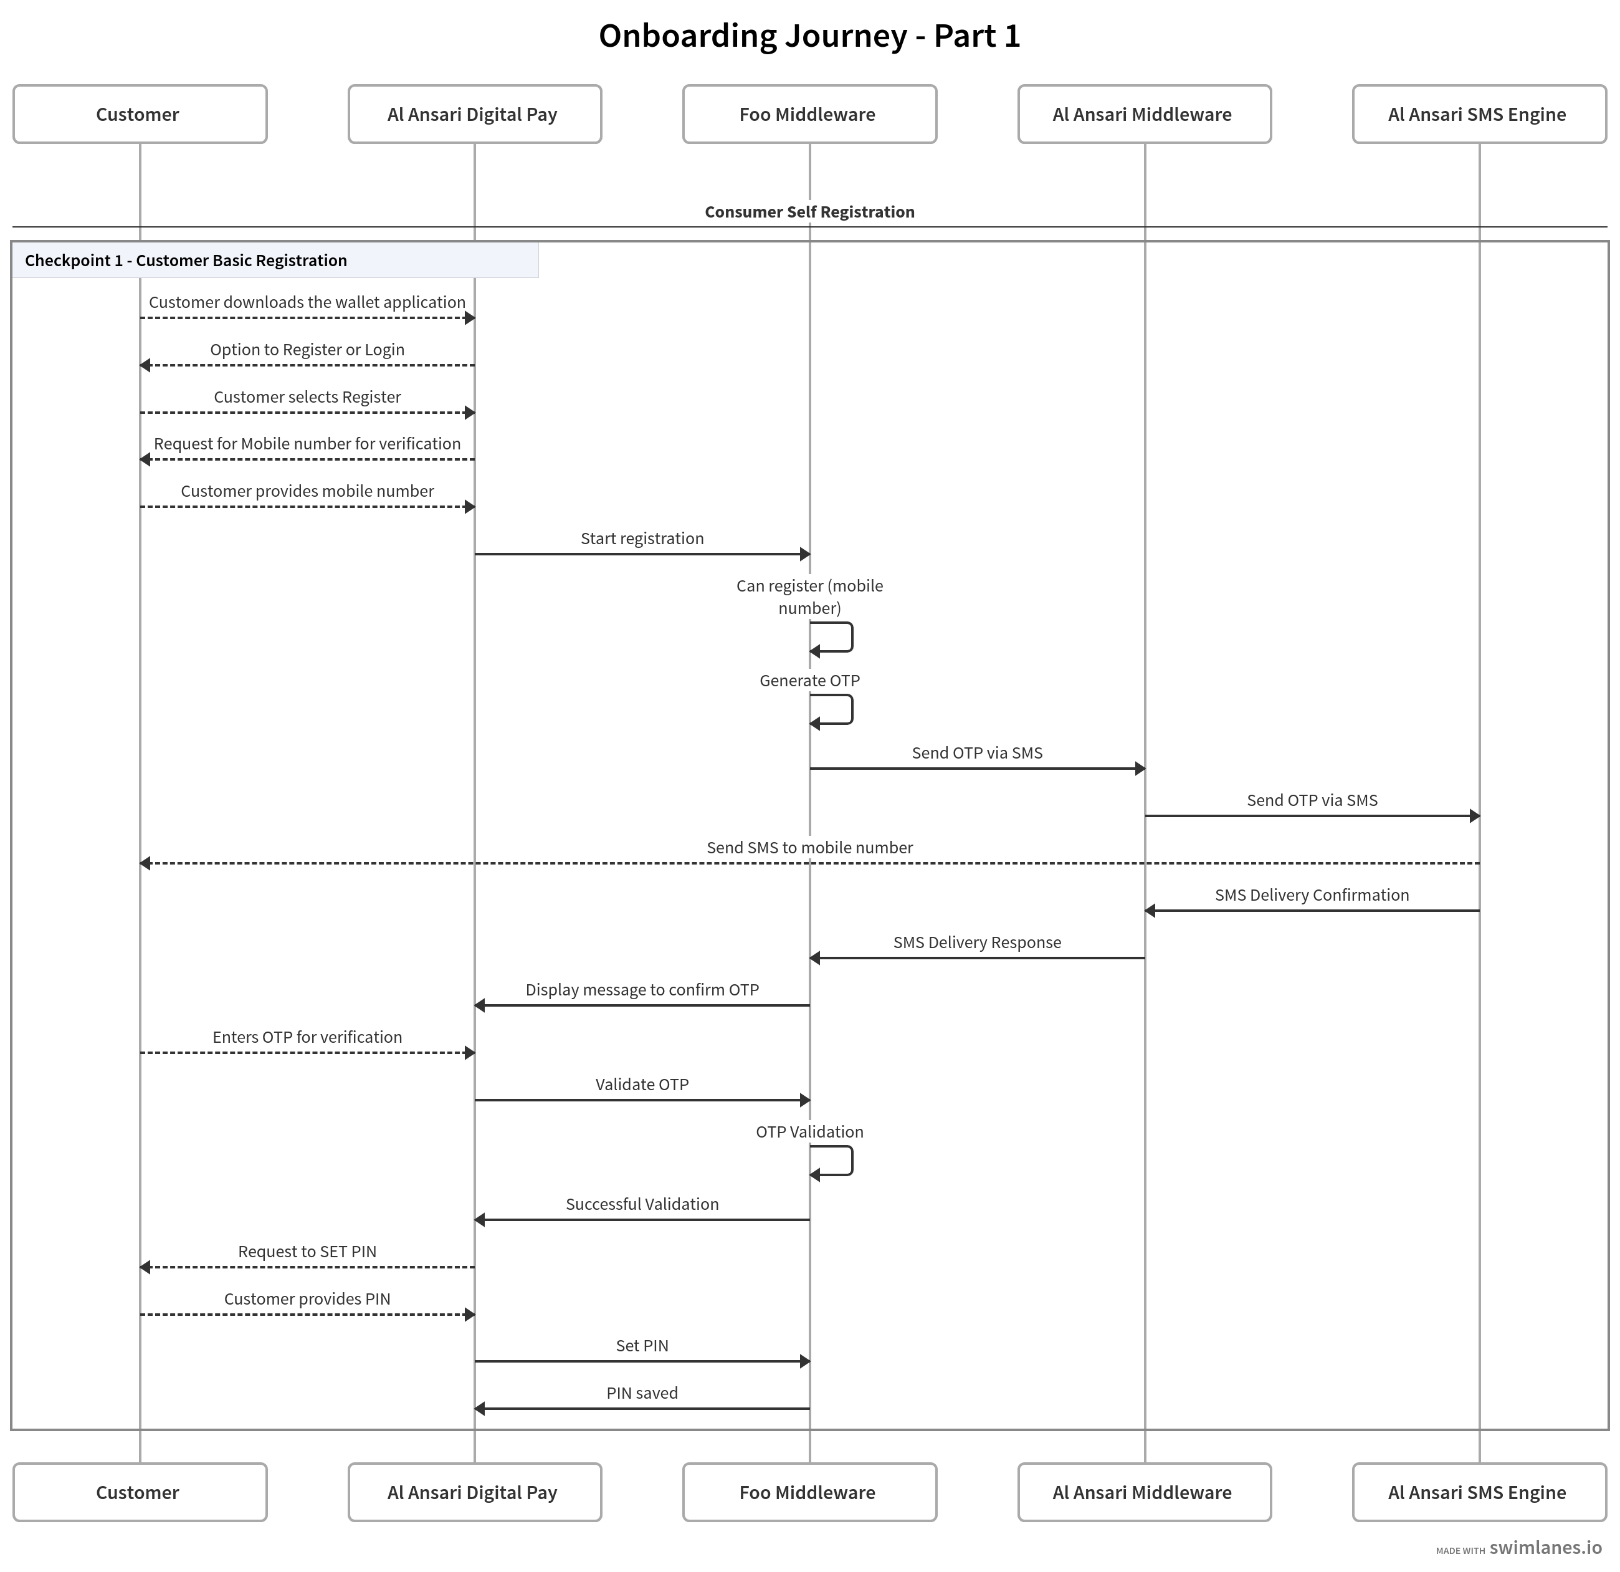 Onboarding Journey - Part 1
Customer
Al Ansari Digital Pay
Foo Middleware
Al Ansari Middleware
Al Ansari SMS Engine
Consumer Self Registration
Checkpoint 1 - Customer Basic Registration
Customer downloads the wallet application
Option to Register or Login
Customer selects Register
Request for Mobile number for verification
Customer provides mobile number
Start registration
Can register (mobile
number)
Generate OTP
Send OTP via SMS
Send OTP via SMS
Send SMS to mobile number
SMS Delivery Confirmation
SMS Delivery Response
Display message to confirm OTP
Enters OTP for verification
Validate OTP
OTP Validation
Successful Validation
Request to SET PIN
Customer provides PIN
Set PIN
PIN saved
Customer
Al Ansari Digital Pay
Foo Middleware
Al Ansari Middleware
Al Ansari SMS Engine
MADE WITH swimlanes.io